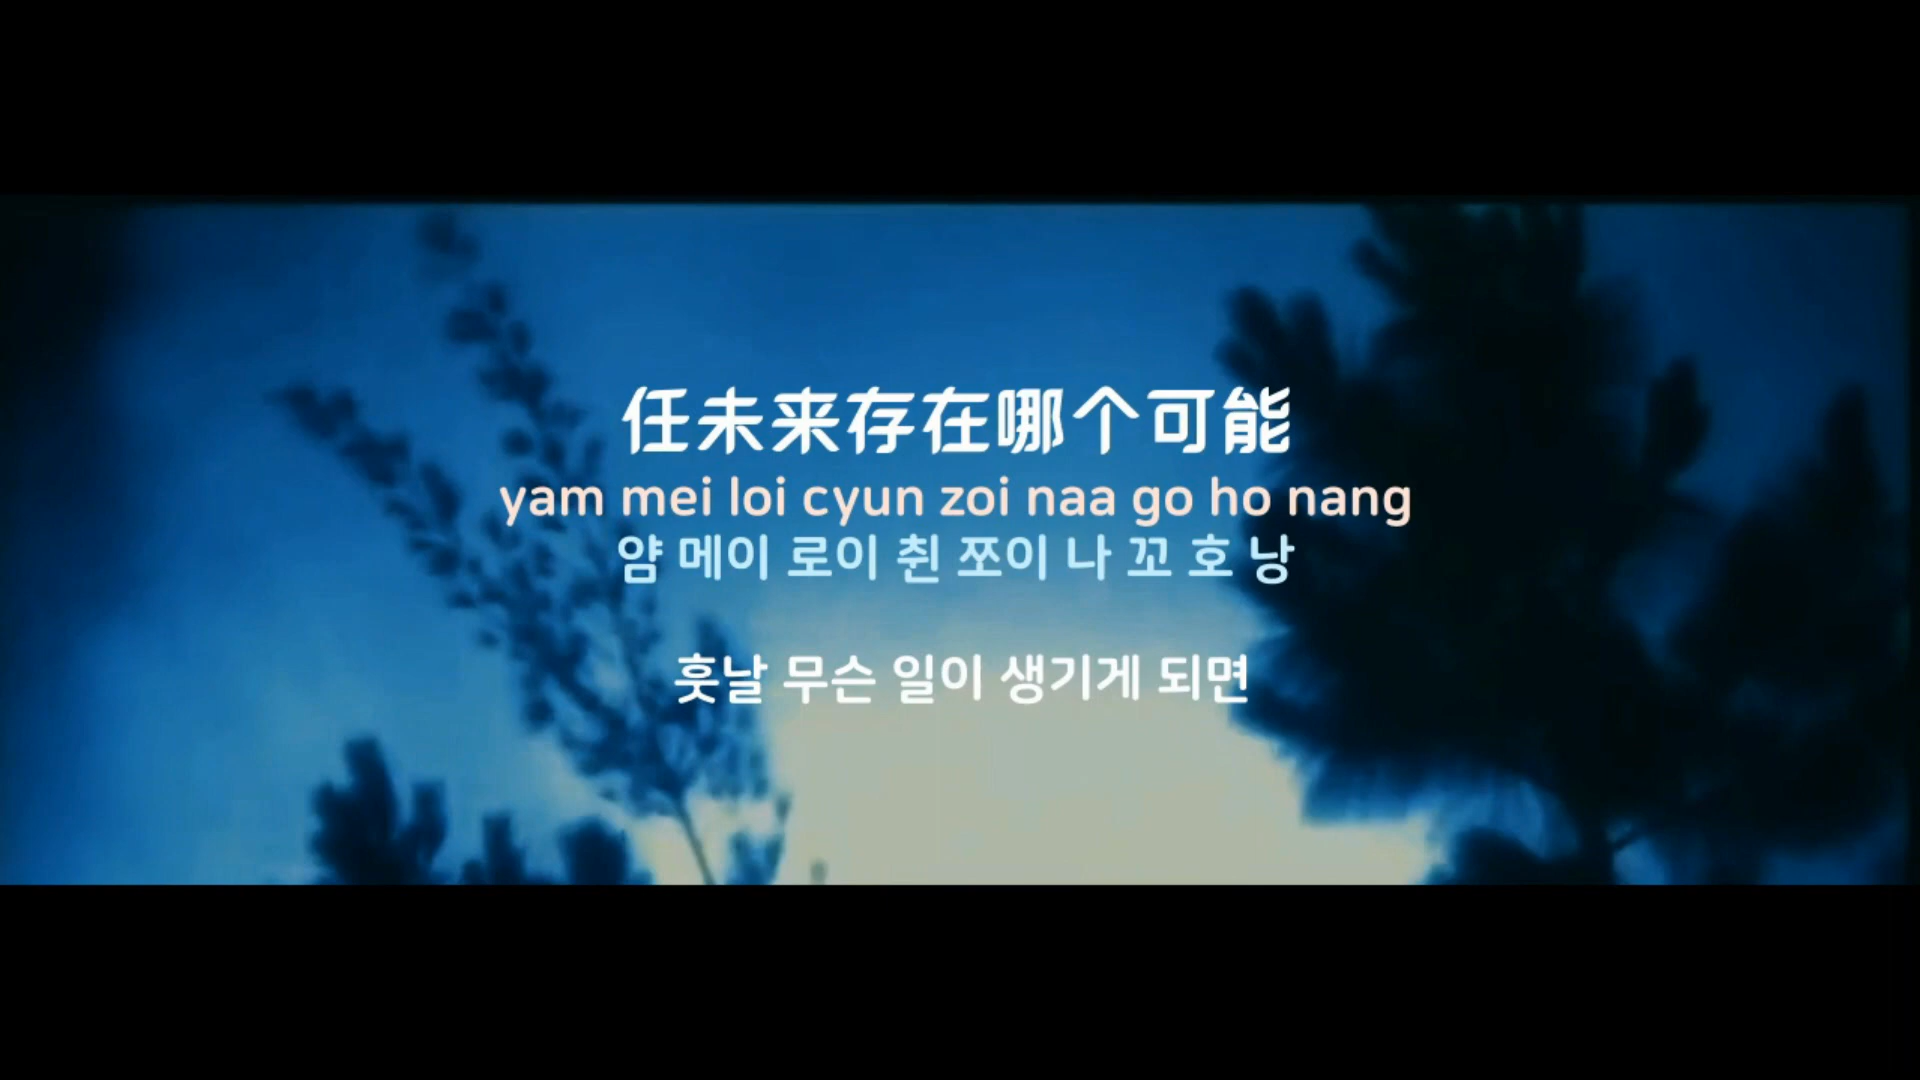 任未来存在哪个可能
yam mei loi cyun zoi naa go ho nang
얌 메이 로이 췬 쪼이 나 꼬 호 낭
훗날 무슨 일이 생기게 되면